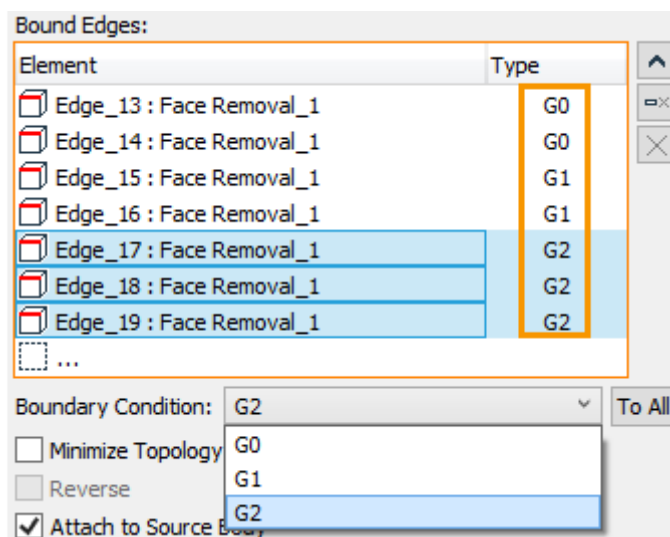 Bound Edges:
Element Type
Edge_13 : Face Removal_1 G0
Edge_14 : Face Removal_1 G0
Edge_15 : Face Removal_1 G1
Edge_16 : Face Removal_1 G1
Edge_17 : Face Removal_1 G2
Edge_18 : Face Removal_1 G2
Edge_19 : Face Removal_1 G2
...
Boundary Condition: G2 To All
Minimize Topology G0
Reverse G1
Attach to Source G2